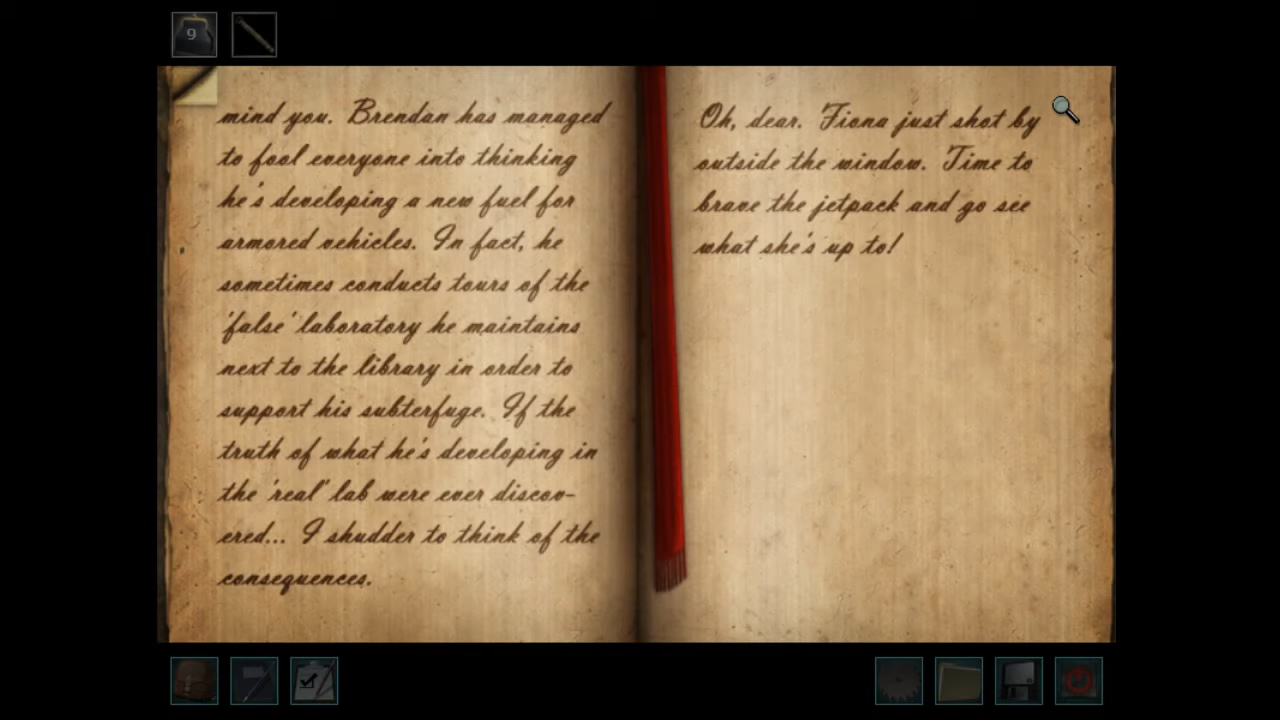 9
mind you. Brendan has managed
to fool everyone into thinking
he's developing a new fuel for
armored vehicles. In fact, he
sometimes conducts tours of the
'false' laboratory he maintains
next to the library in order to
support his subterfuge. If the
truth of what he's developing in
the 'real' lab were ever discov-
ered... I shudder to think of the
consequences.
Oh, dear. Fiona just shot by
outside the window. Time to
brave the jetpack and go see
what she's up to!